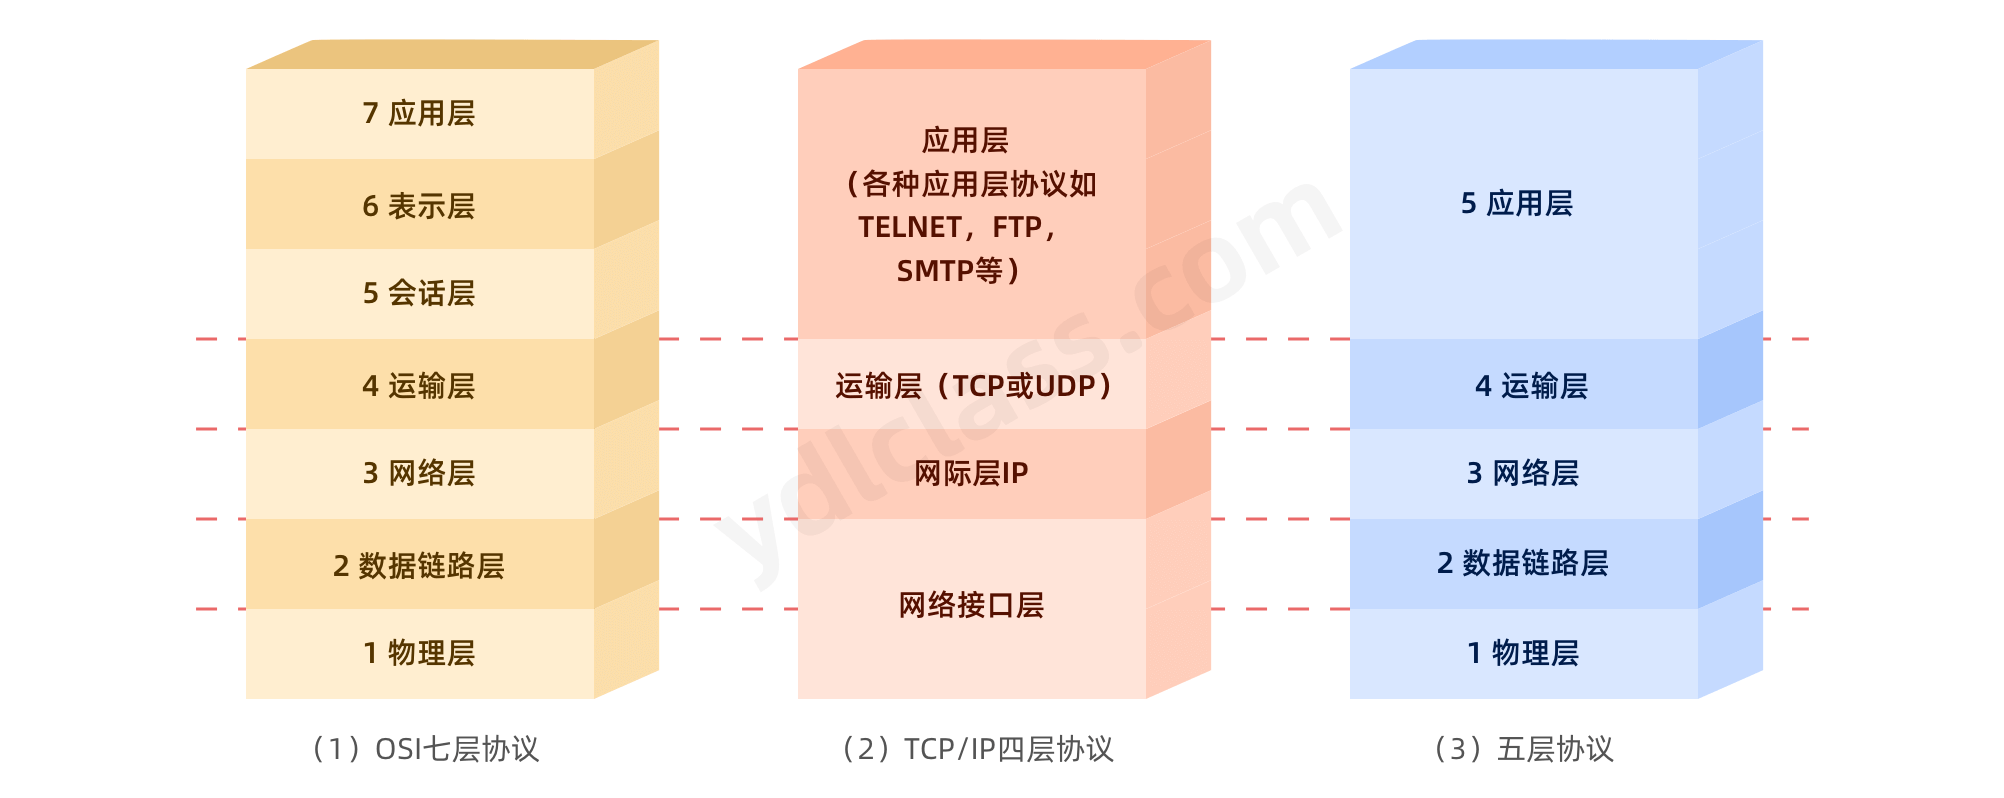 7 应用层
6 表示层
5 会话层
4 运输层
3 网络层
2 数据链路层
1 物理层
（1）OSI七层协议
应用层
（各种应用层协议如
TELNET，FTP，
SMTP等）
运输层（TCP或UDP）
网际层IP
网络接口层
（2）TCP/IP四层协议
5 应用层
4 运输层
3 网络层
2 数据链路层
1 物理层
（3）五层协议
ydlclass.com